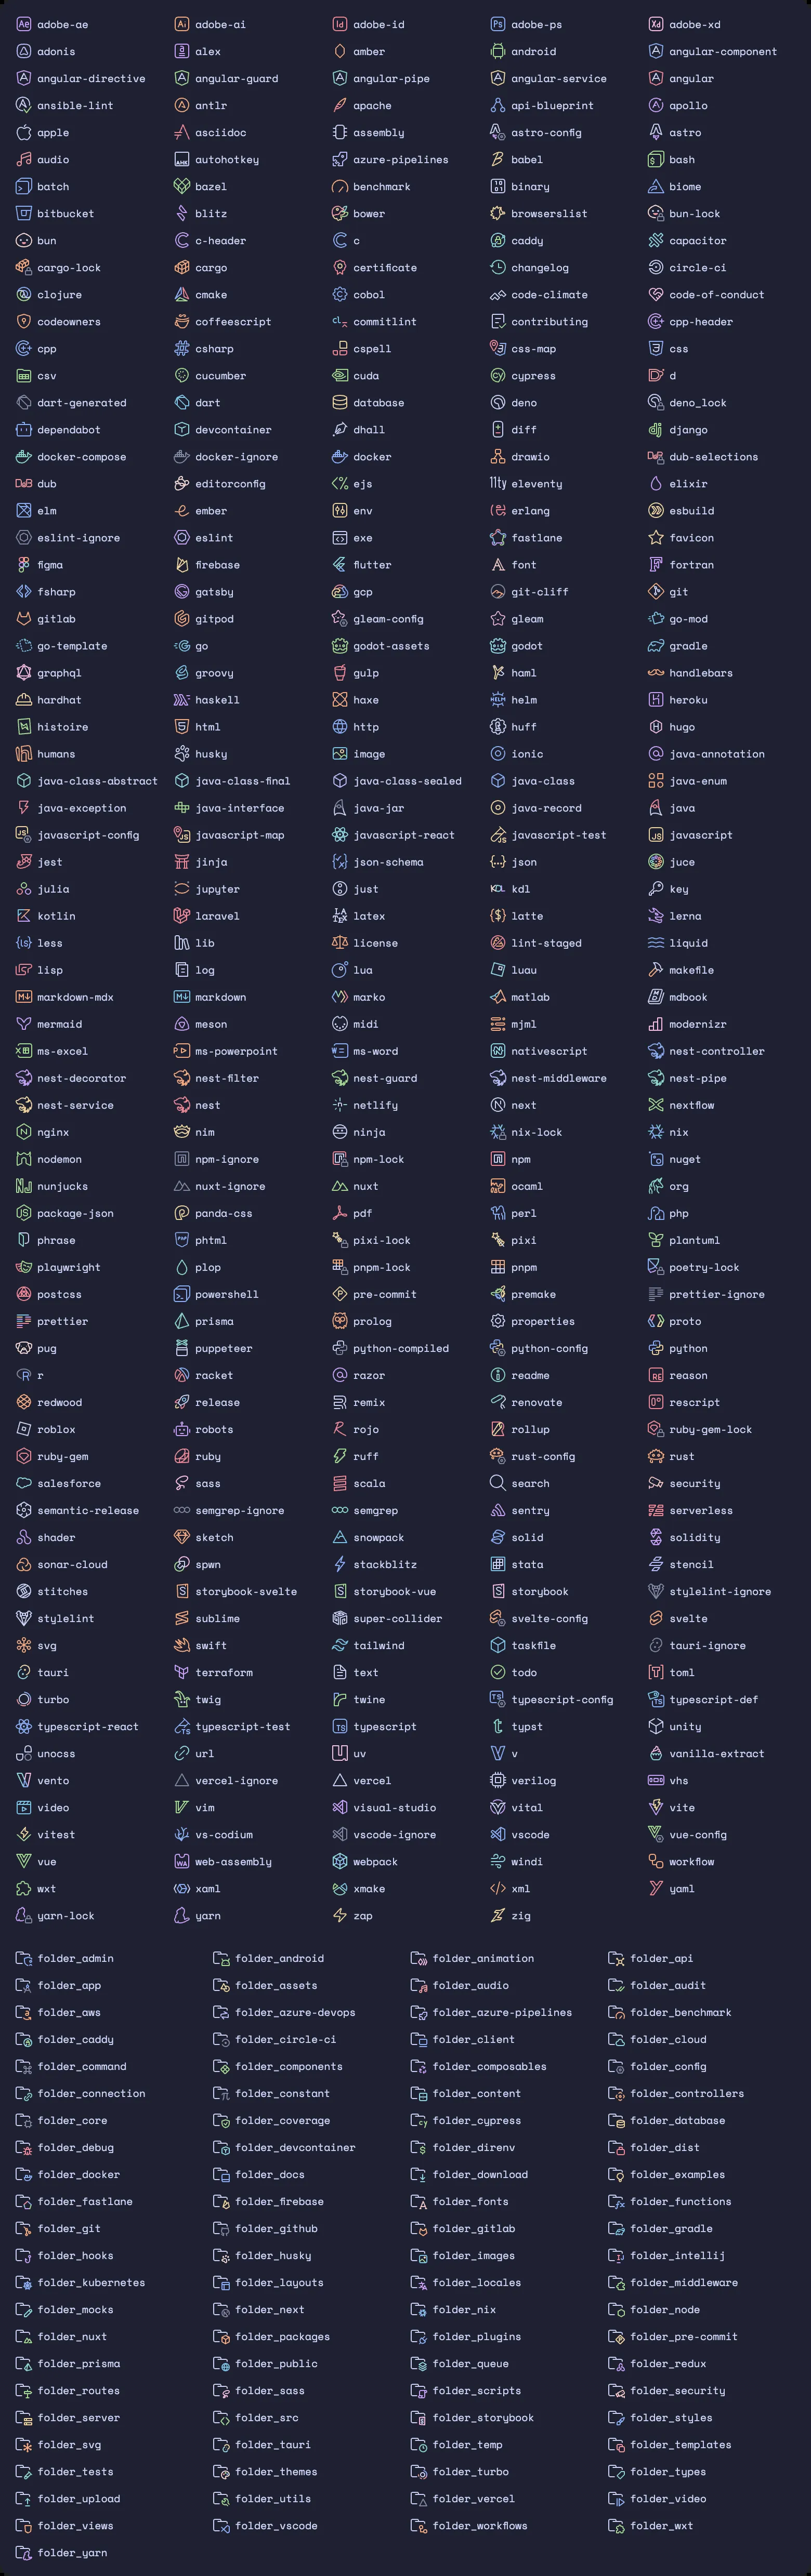 adobe-ae adobe-ai adobe-id adobe-ps adobe-xd
adonis alex amber android angular-component
angular-directive angular-guard angular-pipe angular-service angular
ansible-lint antlr apache api-blueprint apollo
apple asciidoc assembly astro-config astro
audio autohotkey azure-pipelines babel bash
batch bazel benchmark binary biome
bitbucket blitz bower browserslist bun-lock
bun c-header c caddy capacitor
cargo-lock cargo certificate changelog circle-ci
clojure cmake cobol code-climate code-of-conduct
codeowners coffeescript commitlint contributing cpp-header
cpp csharp cspell css-map css
csv cucumber cuda cypress d
dart-generated dart database deno deno_lock
dependabot devcontainer dhall diff django
docker-compose docker-ignore docker drawio dub-selections
dub editorconfig ejs eleventy elixir
elm ember env erlang esbuild
eslint-ignore eslint exe fastlane favicon
figma firebase flutter font fortran
fsharp gatsby gcp git-cliff git
gitlab gitpod gleam-config gleam go-mod
go-template go godot-assets godot gradle
graphql groovy gulp haml handlebars
hardhat haskell haxe helm heroku
histoire html http huff hugo
humans husky image ionic java-annotation
java-class-abstract java-class-final java-class-sealed java-class java-enum
java-exception java-interface java-jar java-record java
javascript-config javascript-map javascript-react javascript-test javascript
jest jinja json-schema json juce
julia jupyter just kdl key
kotlin laravel latex latte lerna
less lib license lint-staged liquid
lisp log lua luau makefile
markdown-mdx markdown marko matlab mdbook
mermaid meson midi mjml modernizr
ms-excel ms-powerpoint ms-word nativescript nest-controller
nest-decorator nest-filter nest-guard nest-middleware nest-pipe
nest-service nest netlify next nextflow
nginx nim ninja nix-lock nix
nodemon npm-ignore npm-lock npm nuget
nunjucks nuxt-ignore nuxt ocaml org
package-json panda-css pdf perl php
phrase phtml pixi-lock pixi plantuml
playwright plop pnpm-lock pnpm poetry-lock
postcss powershell pre-commit premake prettier-ignore
prettier prisma prolog properties proto
pug puppeteer python-compiled python-config python
r racket razor readme reason
redwood release remix renovate rescript
roblox robots rojo rollup ruby-gem-lock
ruby-gem ruby ruff rust-config rust
salesforce sass scala search security
semantic-release semgrep-ignore semgrep sentry serverless
shader sketch snowpack solid solidity
sonar-cloud spwn stackblitz stata stencil
stitches storybook-svelte storybook-vue storybook stylelint-ignore
stylelint sublime super-collider svelte-config svelte
svg swift tailwind taskfile tauri-ignore
tauri terraform text todo toml
turbo twig twine typescript-config typescript-def
typescript-react typescript-test typescript typst unity
unocss url uv v vanilla-extract
vento vercel-ignore vercel verilog vhs
video vim visual-studio vital vite
vitest vs-codium vscode-ignore vscode vue-config
vue web-assembly webpack windi workflow
wxt xaml xmake xml yaml
yarn-lock yarn zap zig
folder_admin folder_android folder_animation folder_api
folder_app folder_assets folder_audio folder_audit
folder_aws folder_azure-devops folder_azure-pipelines folder_benchmark
folder_caddy folder_circle-ci folder_client folder_cloud
folder_command folder_components folder_composables folder_config
folder_connection folder_constant folder_content folder_controllers
folder_core folder_coverage folder_cypress folder_database
folder_debug folder_devcontainer folder_direnv folder_dist
folder_docker folder_docs folder_download folder_examples
folder_fastlane folder_firebase folder_fonts folder_functions
folder_git folder_github folder_gitlab folder_gradle
folder_hooks folder_husky folder_images folder_intellij
folder_kubernetes folder_layouts folder_locales folder_middleware
folder_mocks folder_next folder_nix folder_node
folder_nuxt folder_packages folder_plugins folder_pre-commit
folder_prisma folder_public folder_queue folder_redux
folder_routes folder_sass folder_scripts folder_security
folder_server folder_src folder_storybook folder_styles
folder_svg folder_tauri folder_temp folder_templates
folder_tests folder_themes folder_turbo folder_types
folder_upload folder_utils folder_vercel folder_video
folder_views folder_vscode folder_workflows folder_wxt
folder_yarn